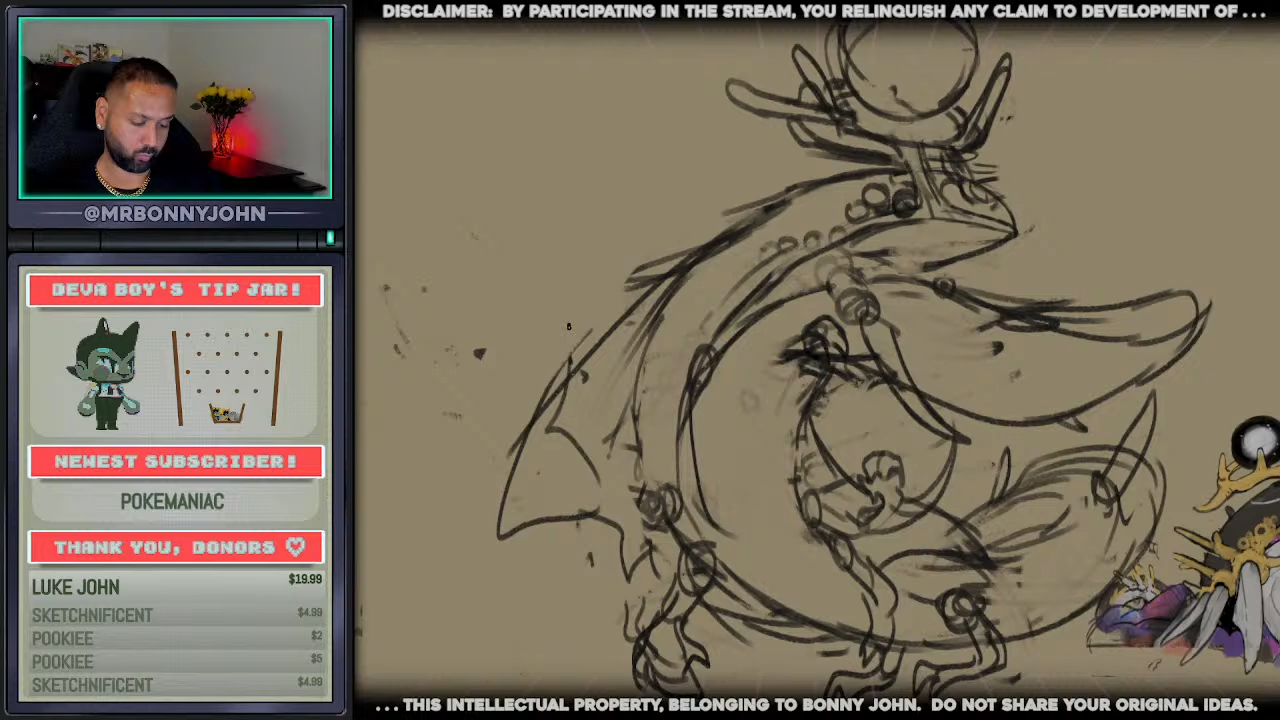 DISCLAIMER: BY PARTICIPATING IN THE STREAM, YOU RELINQUISH ANY CLAIM TO DEVELOPMENT OF . . .
@MRBONNYJOHN
DEVA BOY'S TIP JAR!
NEWEST SUBSCRIBER!
POKEMANIAC
THANK YOU, DONORS ♡
LUKE JOHN $19.99
SKETCHNIFICENT $4.99
POOKIEE $2
POOKIEE $5
SKETCHNIFICENT $4.99
. . . THIS INTELLECTUAL PROPERTY, BELONGING TO BONNY JOHN. DO NOT SHARE YOUR ORIGINAL IDEAS.